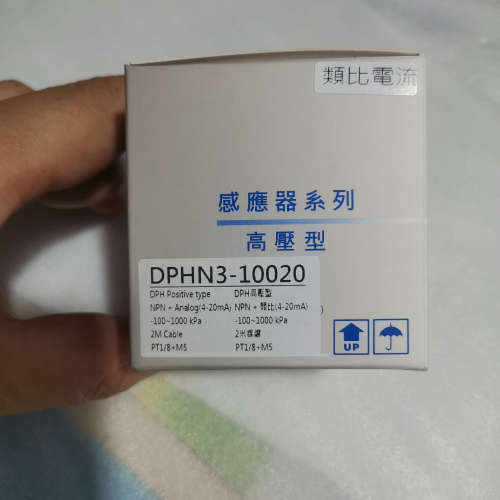 類比電流
感應器系列
高壓型
DPHN3-10020
DPH Positive type DPH高壓型
NPN + Analog(4-20mA) NPN + 類比(4-20mA)
-100~1000 kPa -100~1000 kPa
2M Cable 2米纜線
PT1/8+M5 PT1/8+M5
)
UP